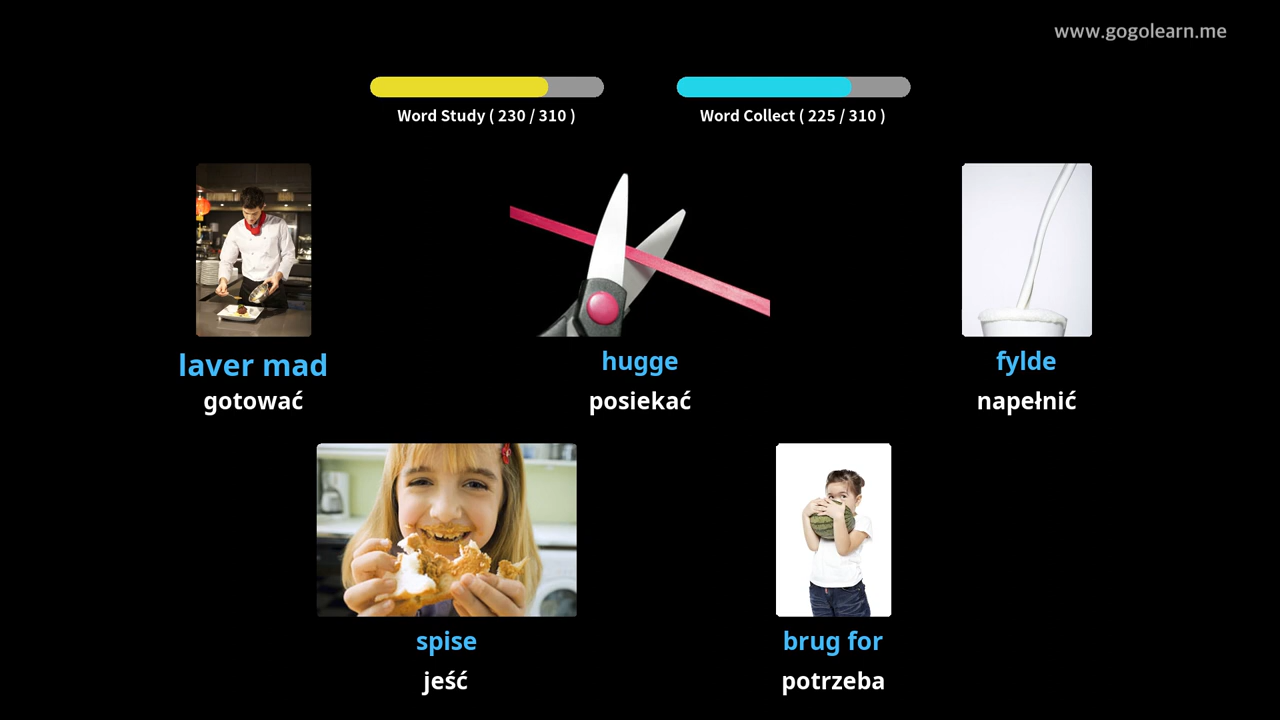 www.gogolearn.me
Word Study ( 230 / 310 )
Word Collect ( 225 / 310 )
laver mad
gotować
hugge
posiekać
fylde
napełnić
spise
jeść
brug for
potrzeba